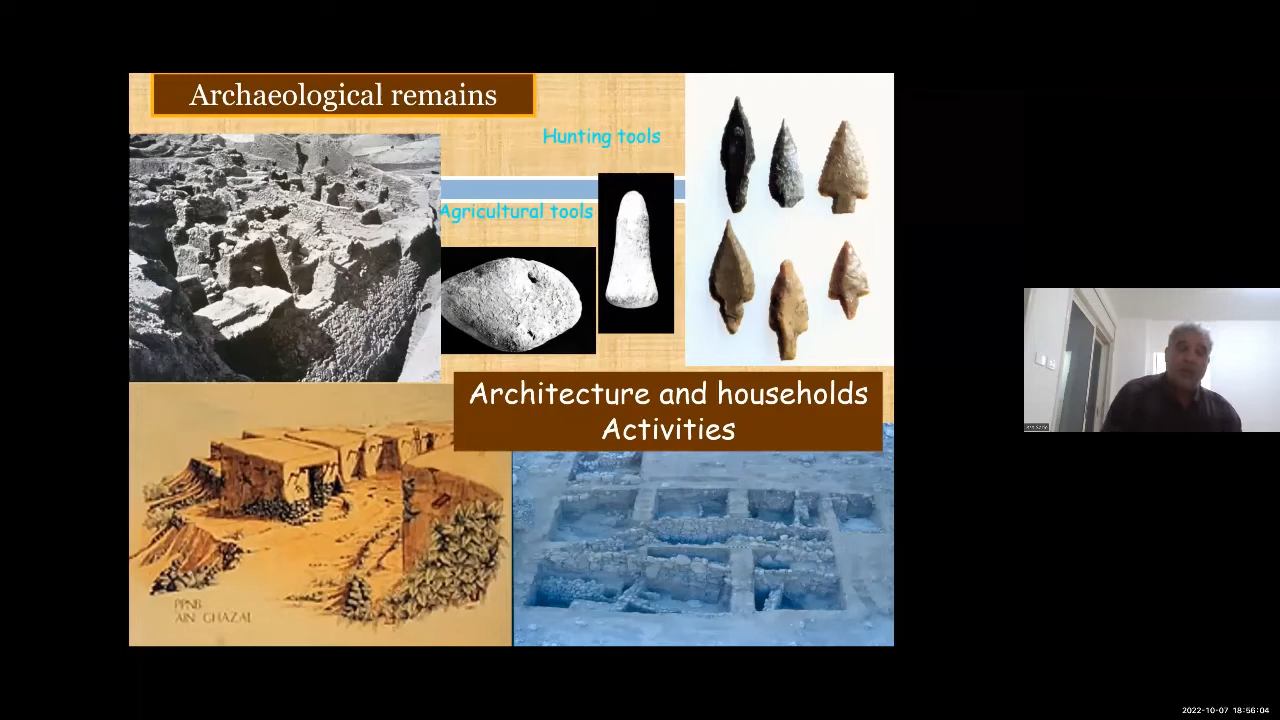 Archaeological remains
Hunting tools
Agricultural tools
Architecture and households
Activities
PPNB
AIN GHAZAL
2022-10-07 18:56:04